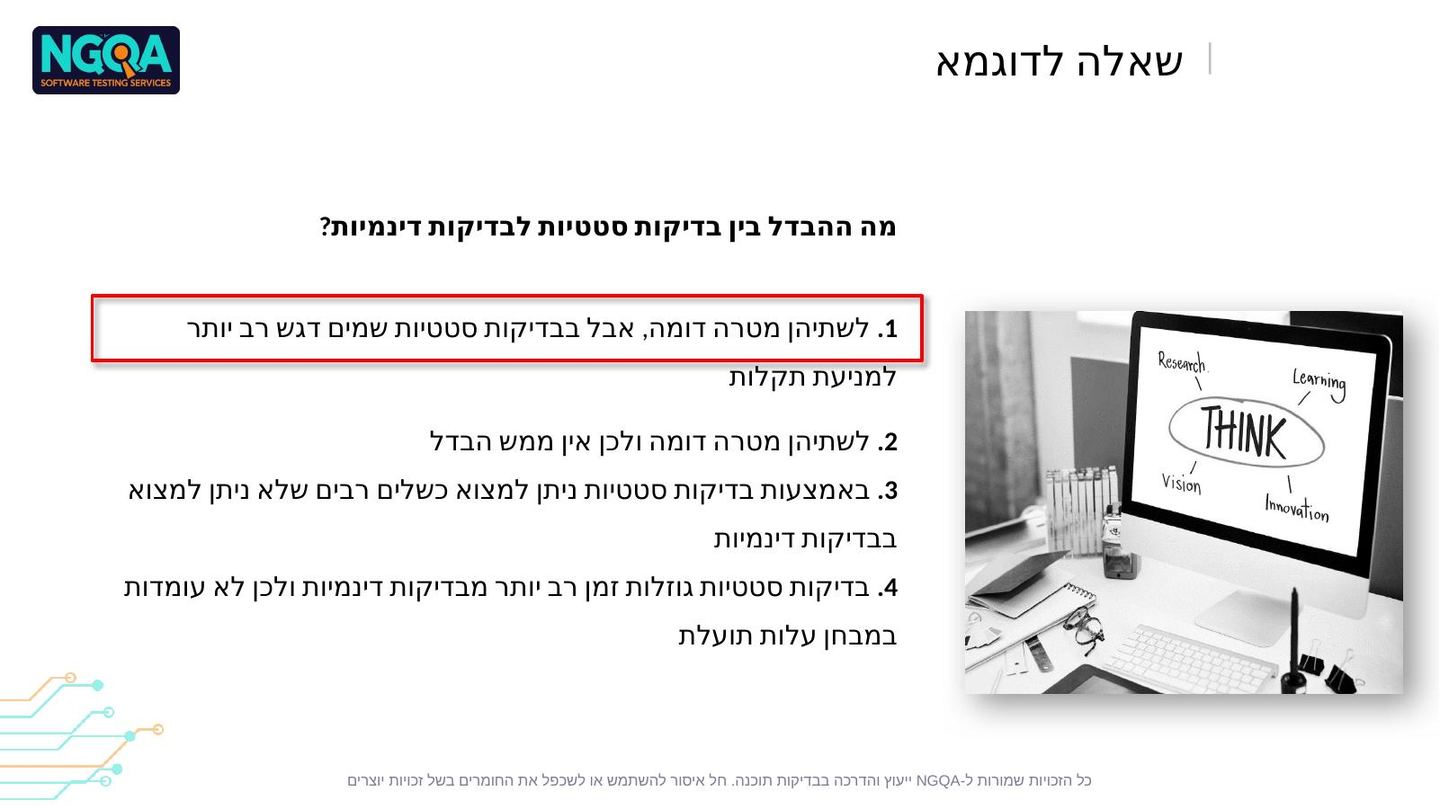 NGQA
SOFTWARE TESTING SERVICES
שאלה לדוגמא
מה ההבדל בין בדיקות סטטיות לבדיקות דינמיות?
1. לשתיהן מטרה דומה, אבל בבדיקות סטטיות שמים דגש רב יותר
למניעת תקלות
2. לשתיהן מטרה דומה ולכן אין ממש הבדל
3. באמצעות בדיקות סטטיות ניתן למצוא כשלים רבים שלא ניתן למצוא
בבדיקות דינמיות
4. בדיקות סטטיות גוזלות זמן רב יותר מבדיקות דינמיות ולכן לא עומדות
במבחן עלות תועלת
Research.
Learning
THINK
Vision
Innovation
כל הזכויות שמורות ל-NGQA ייעוץ והדרכה בבדיקות תוכנה. חל איסור להשתמש או לשכפל את החומרים בשל זכויות יוצרים